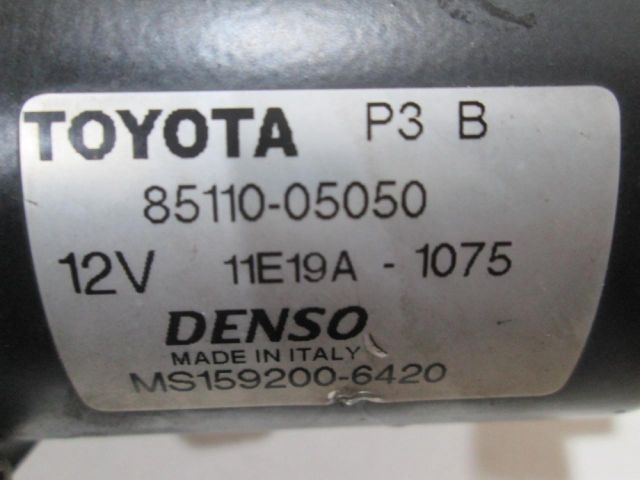 TOYOTA P3 B
85110-05050
12V 11E19A - 1075
DENSO
MADE IN ITALY
MS159200-6420